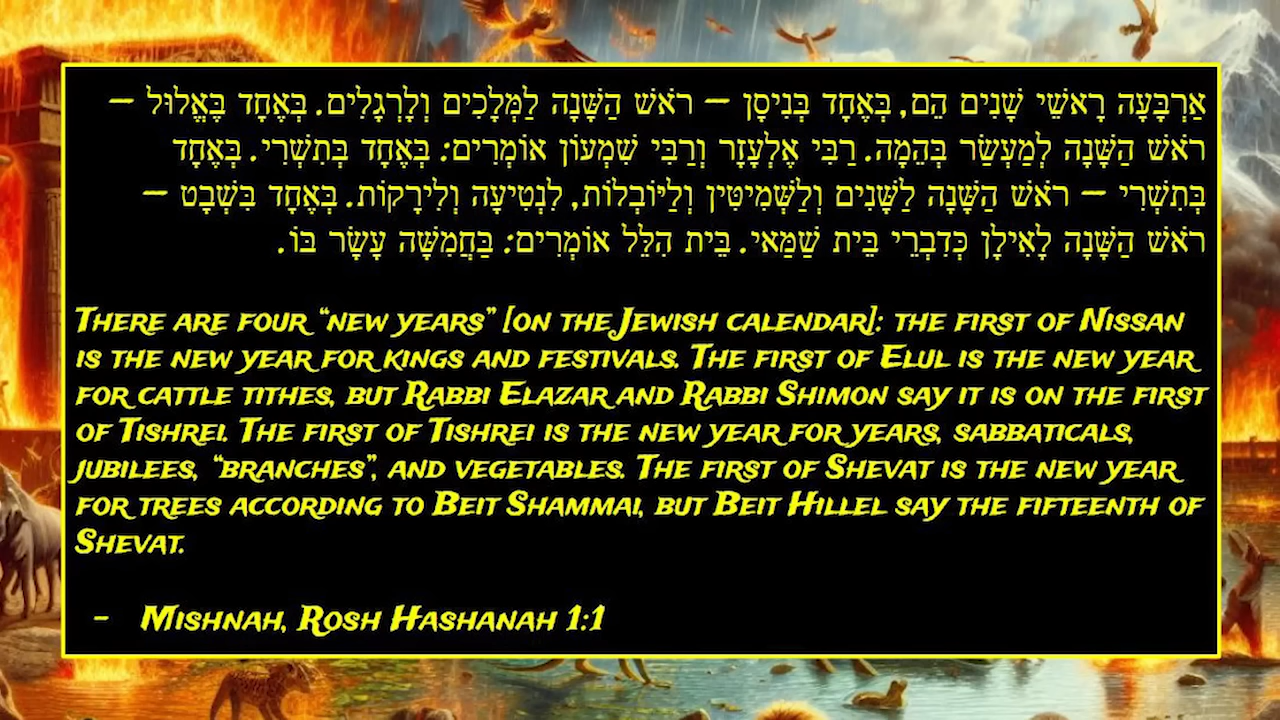 אַרְבָּעָה רָאשֵׁי שָׁנִים הֵם, בְּאֶחָד בְּנִיסָן – רֹאשׁ הַשָּׁנָה לַמְּלָכִים וְלָרְגָלִים. בְּאֶחָד בֶּאֱלוּל –
רֹאשׁ הַשָּׁנָה לְמַעְשַׂר בְּהֵמָה. רַבִּי אֶלְעָזָר וְרַבִּי שִׁמְעוֹן אוֹמְרִים: בְּאֶחָד בְּתִשְׁרִי. בְּאֶחָד
בְּתִשְׁרִי – רֹאשׁ הַשָּׁנָה לַשָּׁנִים וְלַשְּׁמִיטִּין וְלַיּוֹבְלוֹת, לִנְטִיעָה וְלִירָקוֹת. בְּאֶחָד בִּשְׁבָט –
רֹאשׁ הַשָּׁנָה לָאִילָן כְּדִבְרֵי בֵּית שַׁמַּאי. בֵּית הִלֵּל אוֹמְרִים: בַּחֲמִשָּׁה עָשָׂר בּוֹ.
There are four “new years” [on the Jewish calendar]: the first of Nissan
is the new year for kings and festivals. The first of Elul is the new year
for cattle tithes, but Rabbi Elazar and Rabbi Shimon say it is on the first
of Tishrei. The first of Tishrei is the new year for years, sabbaticals,
jubilees, “branches”, and vegetables. The first of Shevat is the new year
for trees according to Beit Shammai, but Beit Hillel say the fifteenth of
Shevat.
- Mishnah, Rosh Hashanah 1:1